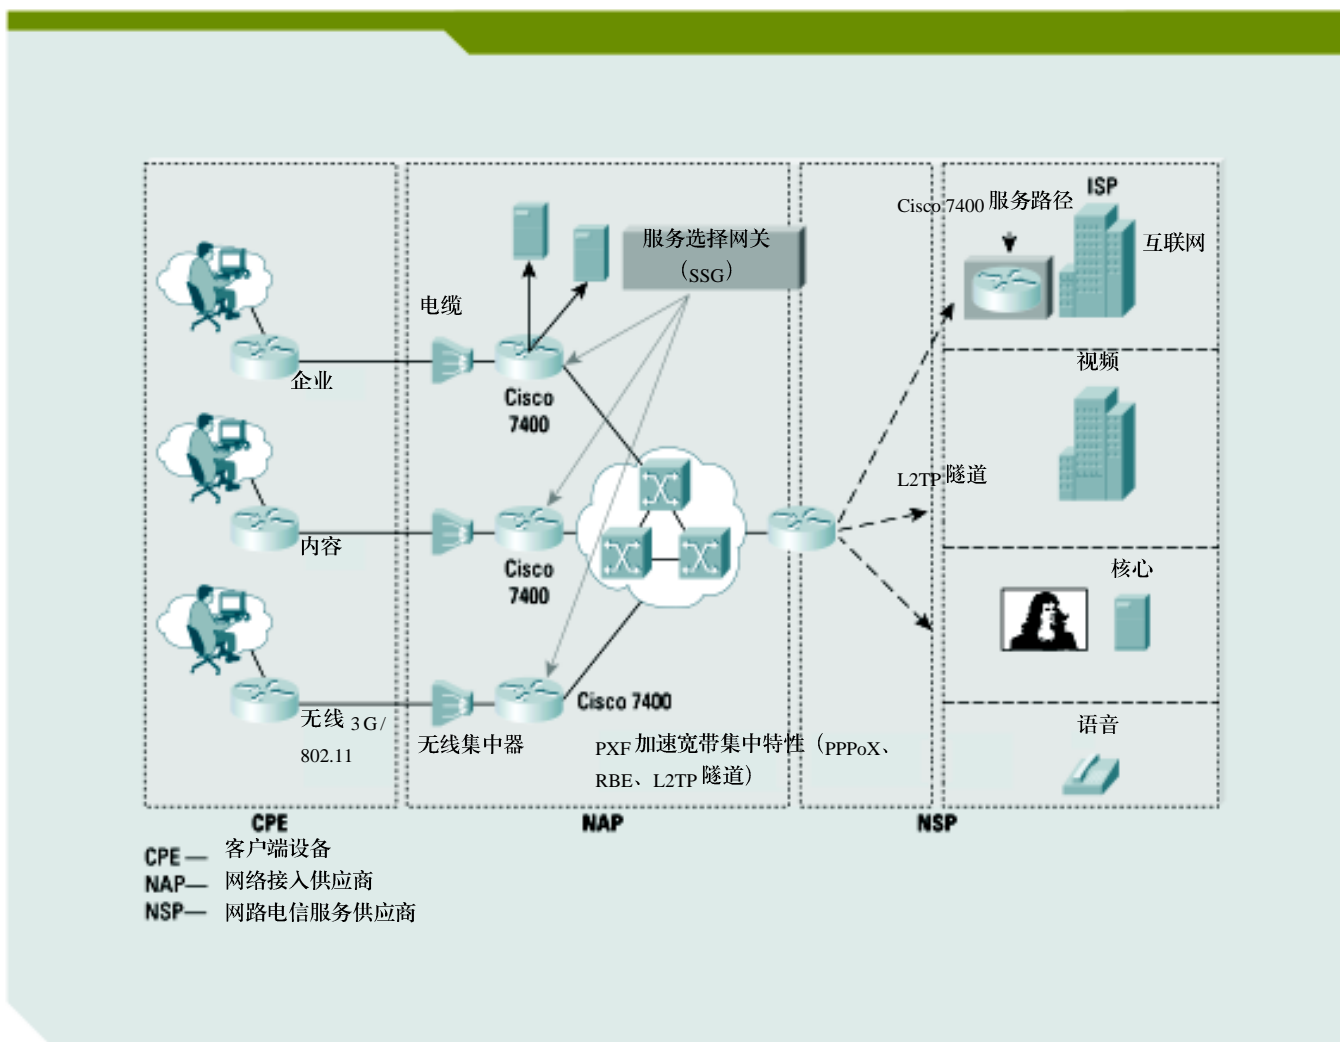 ISP
Cisco 7400 服务路径
互联网
服务选择网关
（SSG）
电缆
企业
Cisco
7400
视频
L2TP 隧道
内容
Cisco
7400
核心
无线 3G/
802.11
无线集中器
Cisco 7400
PXF 加速宽带集中特性（PPPoX、
RBE、L2TP 隧道）
语音
CPE
NAP
NSP
CPE — 客户端设备
NAP— 网络接入供应商
NSP— 网路电信服务供应商